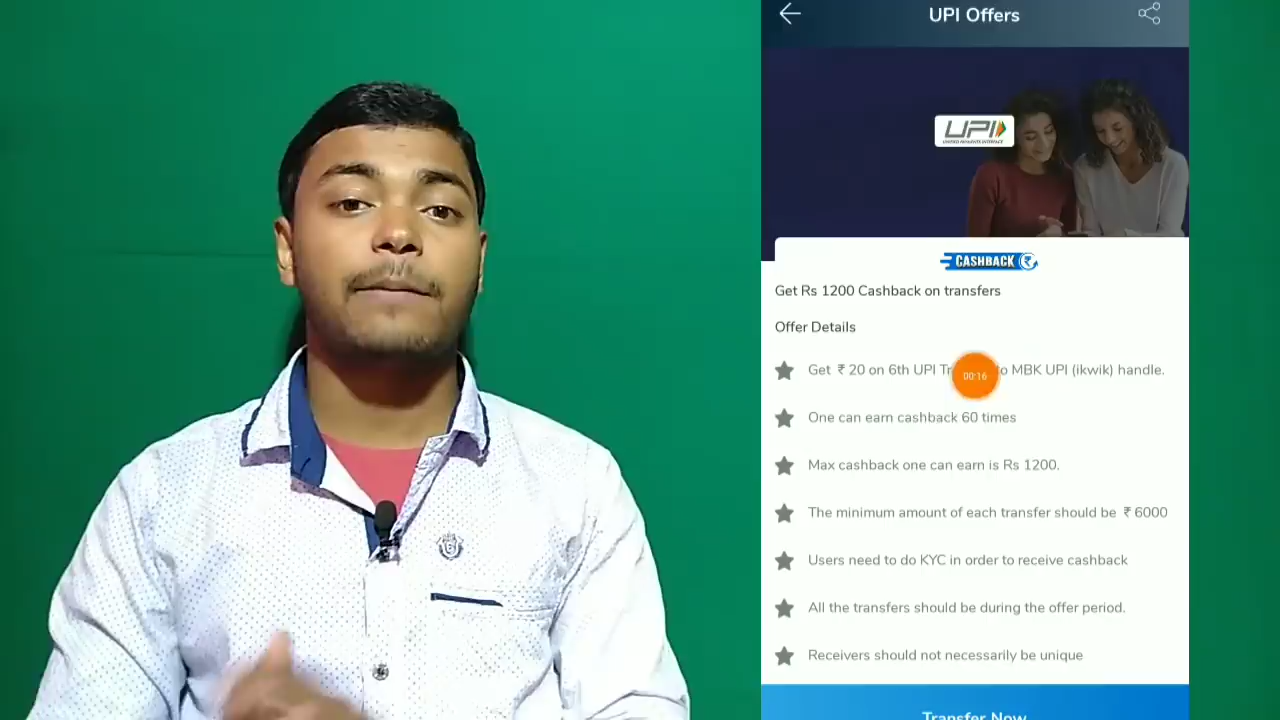 UPI Offers
UPI
UNIFIED PAYMENTS INTERFACE
CASHBACK
Get Rs 1200 Cashback on transfers
Offer Details
Get ₹ 20 on 6th UPI Tr
00:16
o MBK UPI (ikwik) handle.
One can earn cashback 60 times
Max cashback one can earn is Rs 1200.
The minimum amount of each transfer should be ₹ 6000
Users need to do KYC in order to receive cashback
All the transfers should be during the offer period.
Receivers should not necessarily be unique
Transfer Now